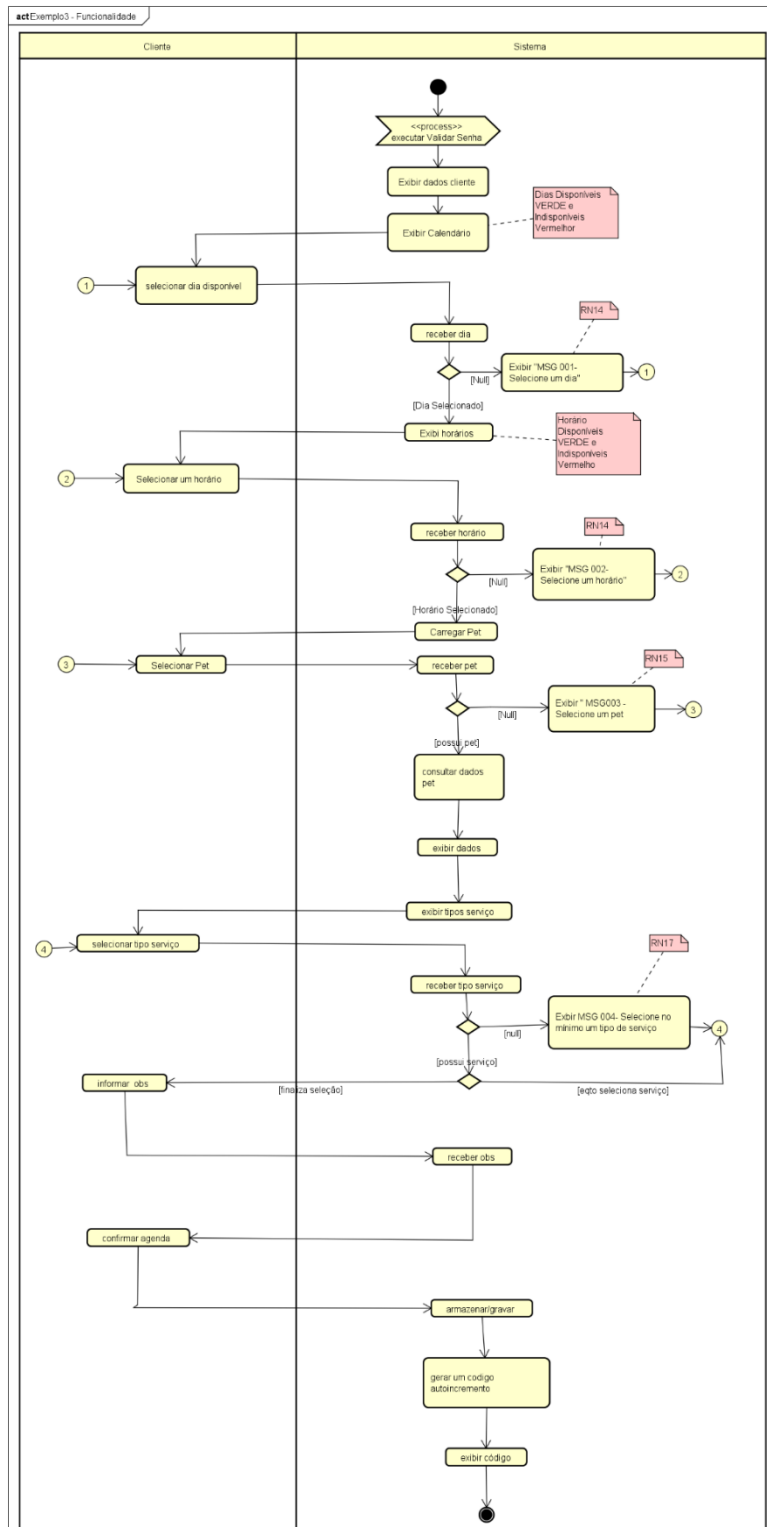 act Exemplo3 - Funcionalidade
Cliente
Sistema
<<process>>
executar Validar Senha
Exibir dados cliente
Dias Disponíveis
VERDE e
Indisponíveis
Vermelhor
Exibir Calendário
1
selecionar dia disponível
RN14
receber dia
Exibir "MSG 001-
Selecione um dia"
1
[Null]
[Dia Selecionado]
Exibi horários
Horário
Disponíveis
VERDE e
Indisponíveis
Vermelho
2
Selecionar um horário
RN14
receber horário
Exibir "MSG 002-
Selecione um horário"
2
[Null]
[Horário Selecionado]
Carregar Pet
3
Selecionar Pet
receber pet
RN15
Exibir " MSG003 -
Selecione um pet
3
[Null]
[possui pet]
consultar dados
pet
exibir dados
exibir tipos serviço
4
selecionar tipo serviço
RN17
receber tipo serviço
Exbir MSG 004- Selecione no
mínimo um tipo de serviço
4
[null]
[possui serviço]
informar obs
[finaliza seleção]
[eqto seleciona serviço]
receber obs
confirmar agenda
armazenar/gravar
gerar um codigo
autoincremento
exibir código